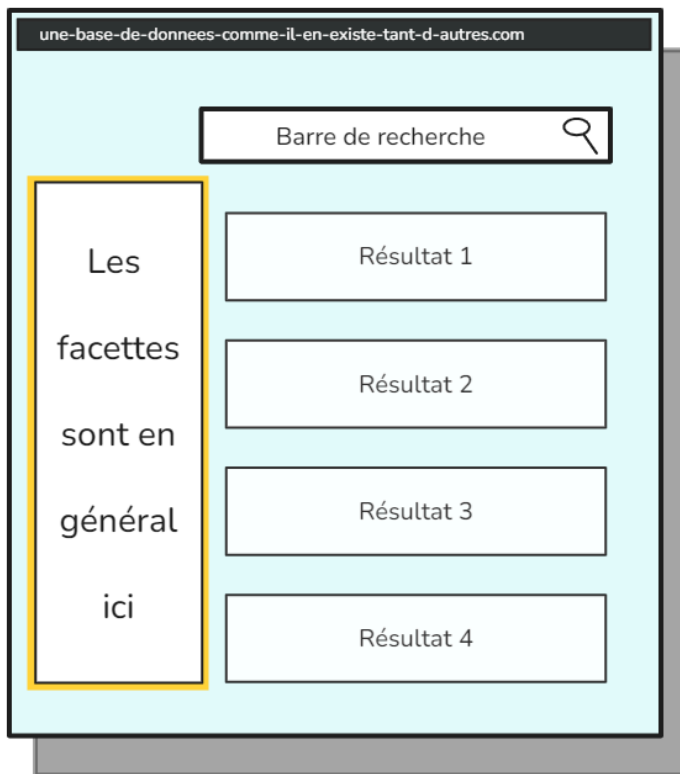 une-base-de-donnees-comme-il-en-existe-tant-d-autres.com
Barre de recherche
Les
facettes
sont en
général
ici
Résultat 1
Résultat 2
Résultat 3
Résultat 4